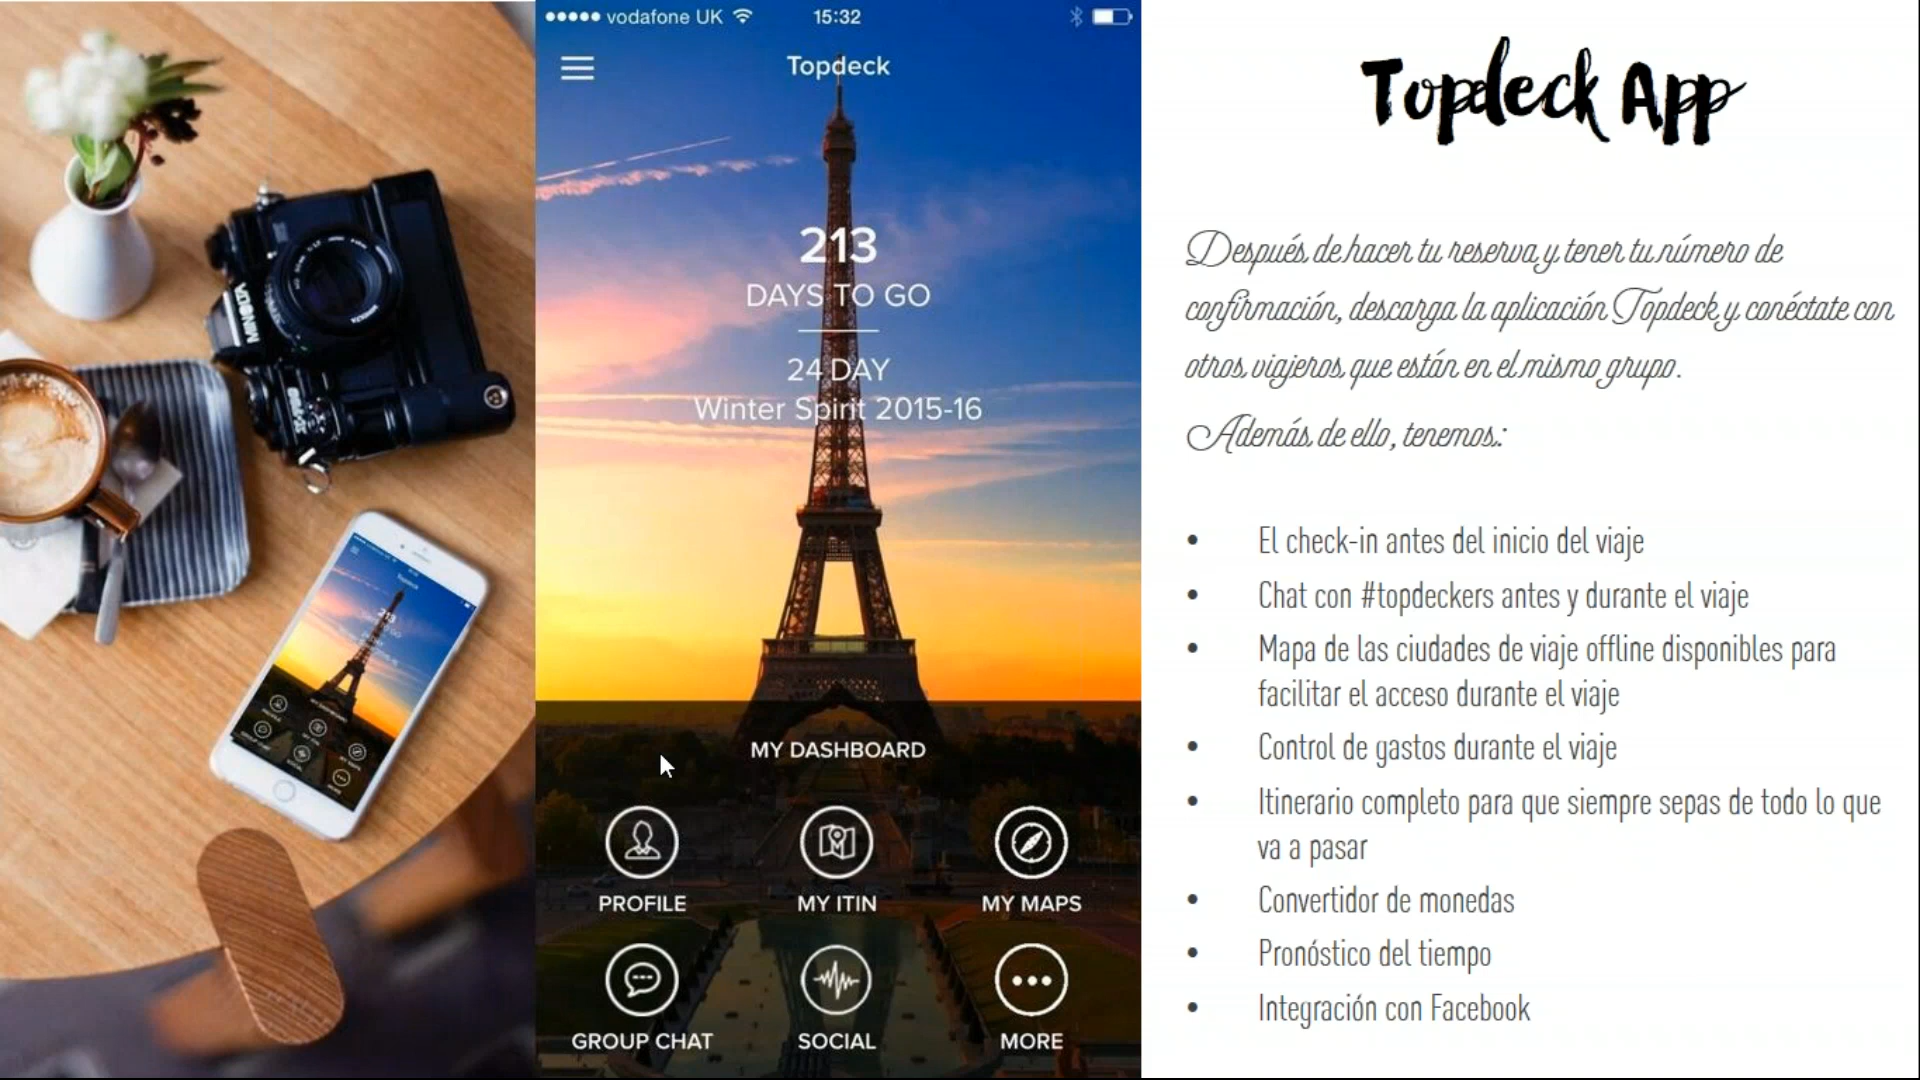 MINOLTA
vodafone UK
15:32
Topdeck
213
DAYS TO GO
24 DAY
Winter Spirit 2015-16
MY DASHBOARD
PROFILE
MY ITIN
MY MAPS
GROUP CHAT
SOCIAL
MORE
Topdeck App
Después de hacer tu reserva y tener tu número de
confirmación, descarga la aplicación Topdeck y conéctate con
otros viajeros que están en el mismo grupo.
Además de ello, tenemos:
• El check-in antes del inicio del viaje
• Chat con #topdeckers antes y durante el viaje
• Mapa de las ciudades de viaje offline disponibles para
facilitar el acceso durante el viaje
• Control de gastos durante el viaje
• Itinerario completo para que siempre sepas de todo lo que
va a pasar
• Convertidor de monedas
• Pronóstico del tiempo
• Integración con Facebook